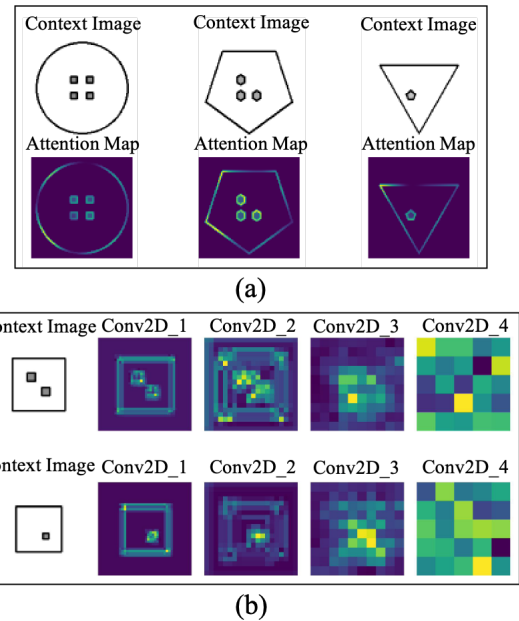 Context Image Context Image Context Image
Attention Map Attention Map Attention Map
(a)
ontext Image Conv2D_1 Conv2D_2 Conv2D_3 Conv2D_4
ontext Image Conv2D_1 Conv2D_2 Conv2D_3 Conv2D_4
(b)